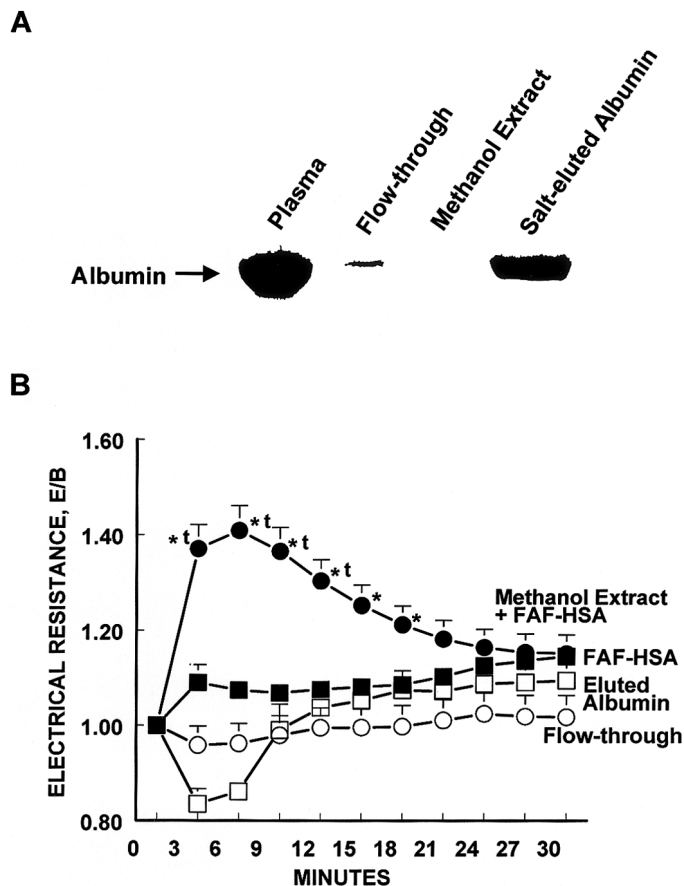 A
Plasma
Flow-through
Methanol Extract
Salt-eluted Albumin
Albumin
B
ELECTRICAL RESISTANCE, E/B
1.60
1.40
1.20
1.00
0.80
* t
* t
* t
* t
*
*
Methanol Extract
+ FAF-HSA
FAF-HSA
Eluted
Albumin
Flow-through
0 3 6 9 12 15 18 21 24 27 30
MINUTES